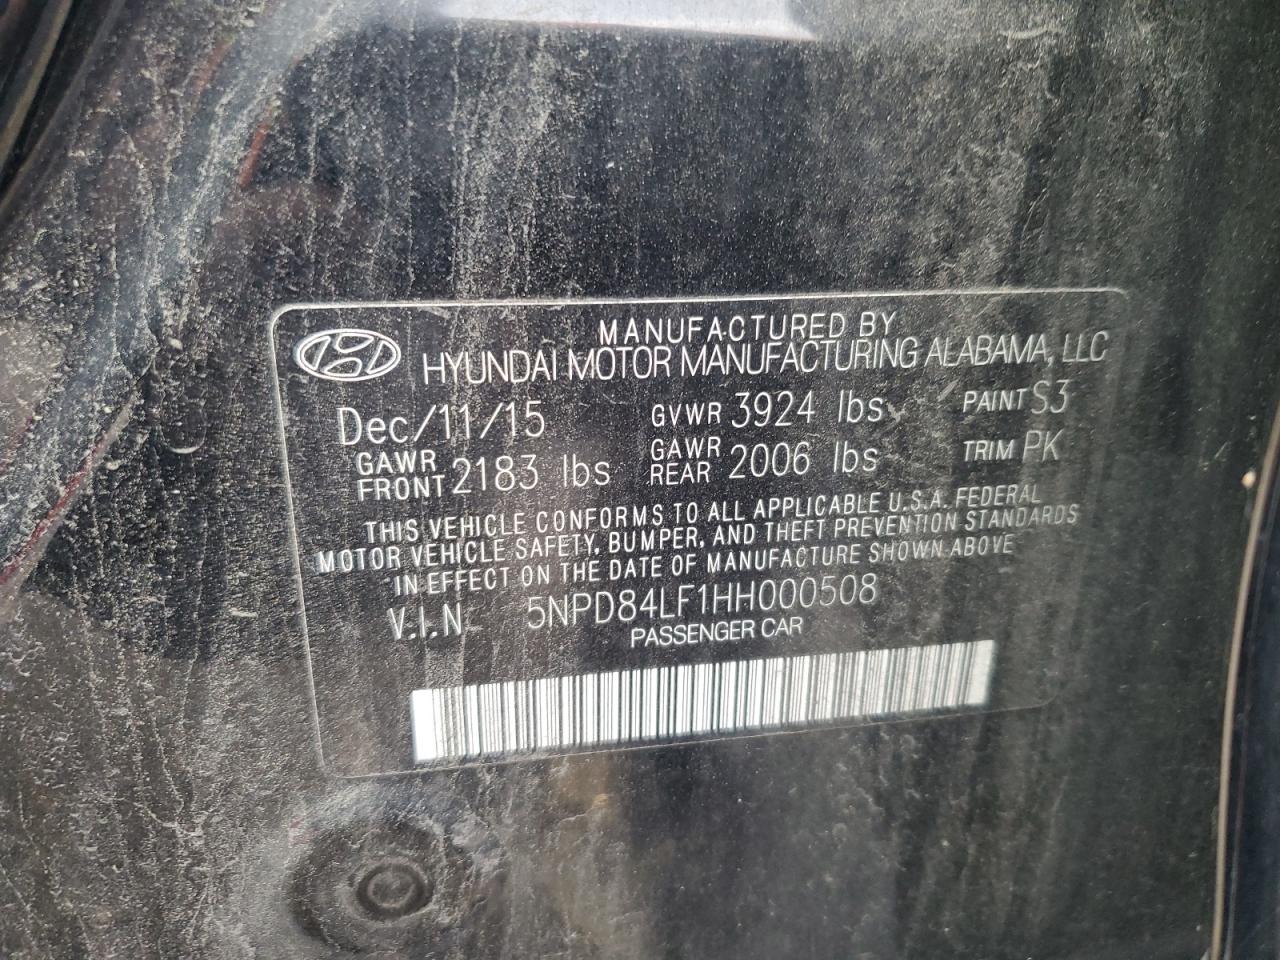 MANUFACTURED BY
HYUNDAI MOTOR MANUFACTURING ALABAMA, LLC
Dec/11/15 GVWR 3924 lbs PAINT S3
GAWR FRONT 2183 lbs GAWR REAR 2006 lbs TRIM PK
THIS VEHICLE CONFORMS TO ALL APPLICABLE U.S.A. FEDERAL
MOTOR VEHICLE SAFETY, BUMPER, AND THEFT PREVENTION STANDARDS
IN EFFECT ON THE DATE OF MANUFACTURE SHOWN ABOVE
V.I.N 5NPD84LF1HH000508
PASSENGER CAR